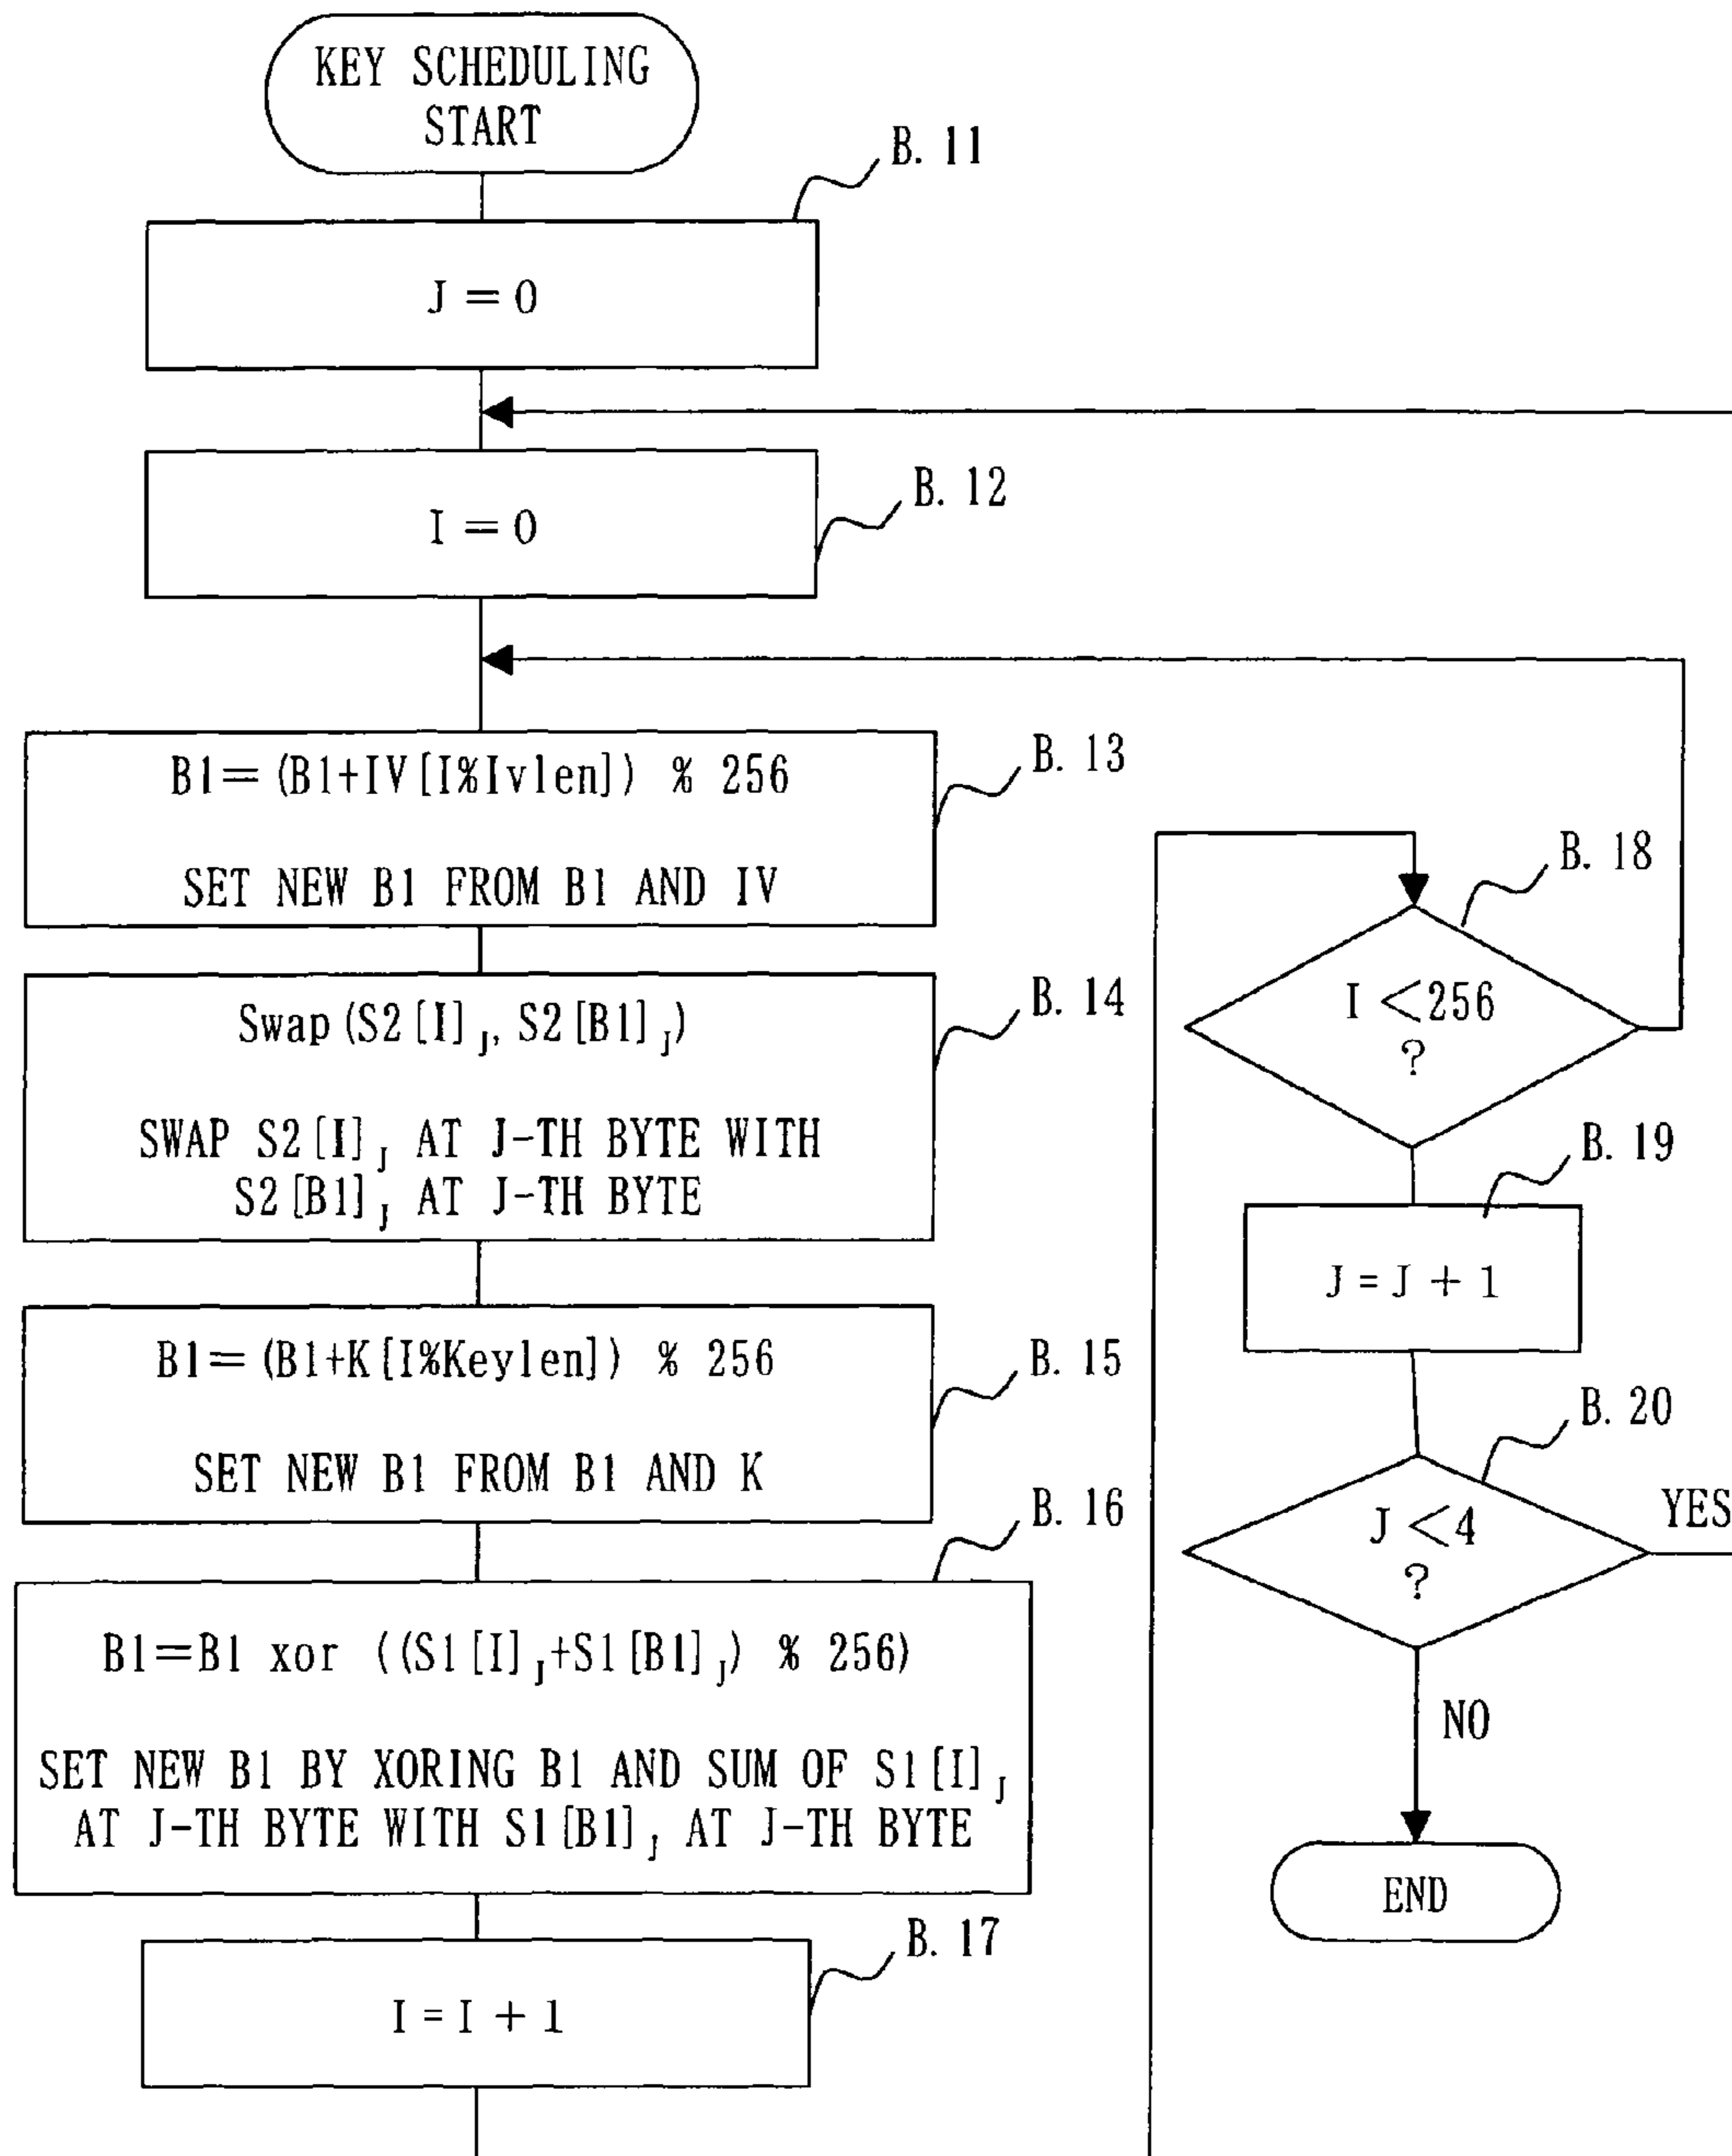 KEY SCHEDULING
START
B. 11
J = 0
B. 12
I = 0
B. 13
B1=(B1+IV[I%Ivlen]) % 256
SET NEW B1 FROM B1 AND IV
B. 14
Swap(S2[I]J, S2[B1]J)
SWAP S2[I]J AT J-TH BYTE WITH
S2[B1]J AT J-TH BYTE
B. 15
B1=(B1+K[I%Keylen]) % 256
SET NEW B1 FROM B1 AND K
B. 16
B1=B1 xor ((S1[I]J+S1[B1]J) % 256)
SET NEW B1 BY XORING B1 AND SUM OF S1[I]J
AT J-TH BYTE WITH S1[B1]J AT J-TH BYTE
B. 17
I = I + 1
B. 18
I <256
?
B. 19
J = J + 1
B. 20
J <4
?
YES
NO
END